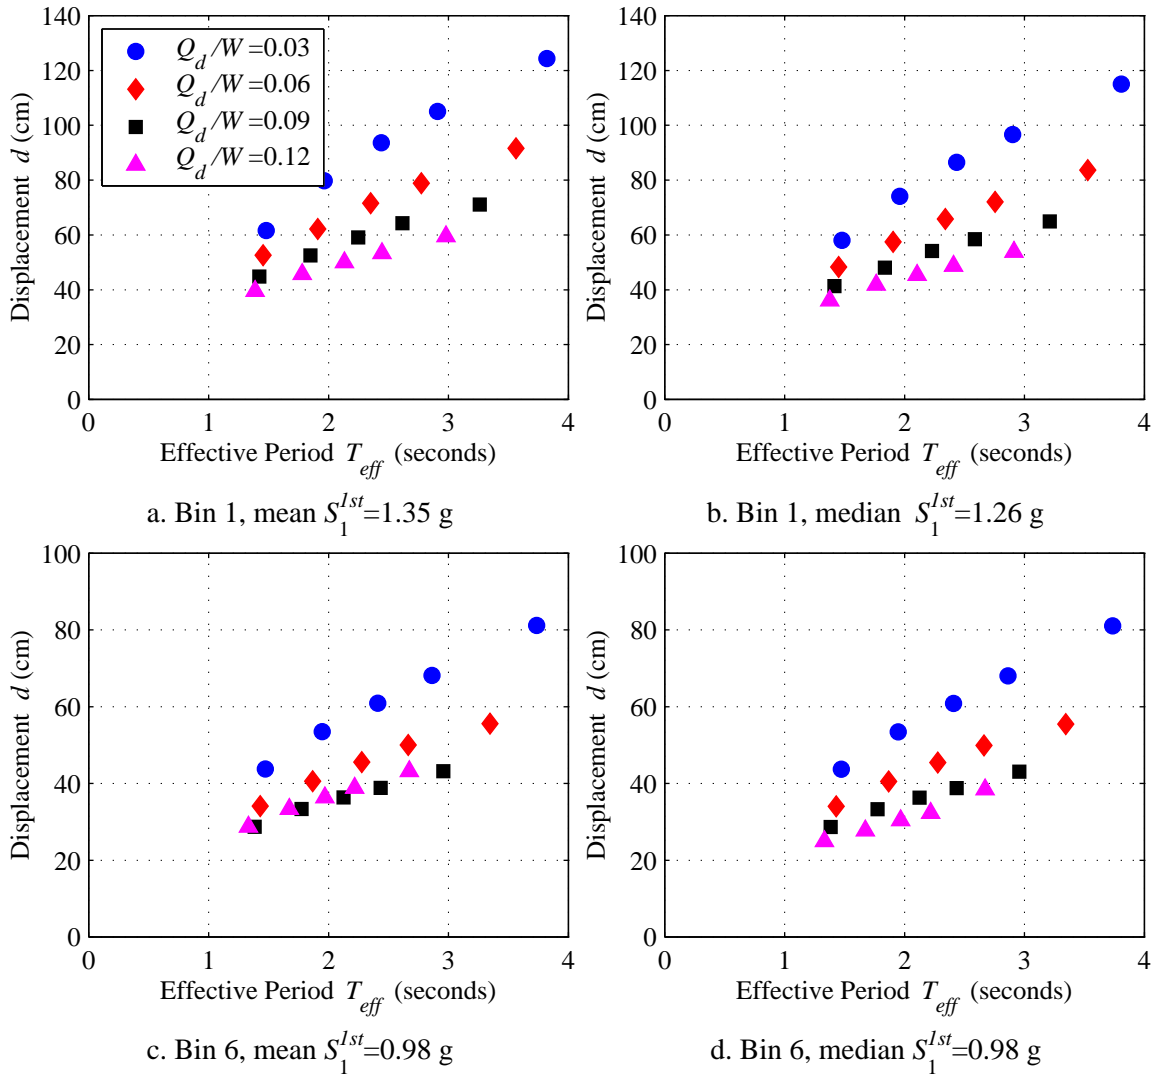 140
120
100
80
60
40
20
0
Displacement d (cm)
Q_d/W=0.03
Q_d/W=0.06
Q_d/W=0.09
Q_d/W=0.12
0 1 2 3 4
Effective Period T_eff (seconds)
a. Bin 1, mean S_1^1st=1.35 g
140
120
100
80
60
40
20
0
Displacement d (cm)
0 1 2 3 4
Effective Period T_eff (seconds)
b. Bin 1, median S_1^1st=1.26 g
100
80
60
40
20
0
Displacement d (cm)
0 1 2 3 4
Effective Period T_eff (seconds)
c. Bin 6, mean S_1^1st=0.98 g
100
80
60
40
20
0
Displacement d (cm)
0 1 2 3 4
Effective Period T_eff (seconds)
d. Bin 6, median S_1^1st=0.98 g